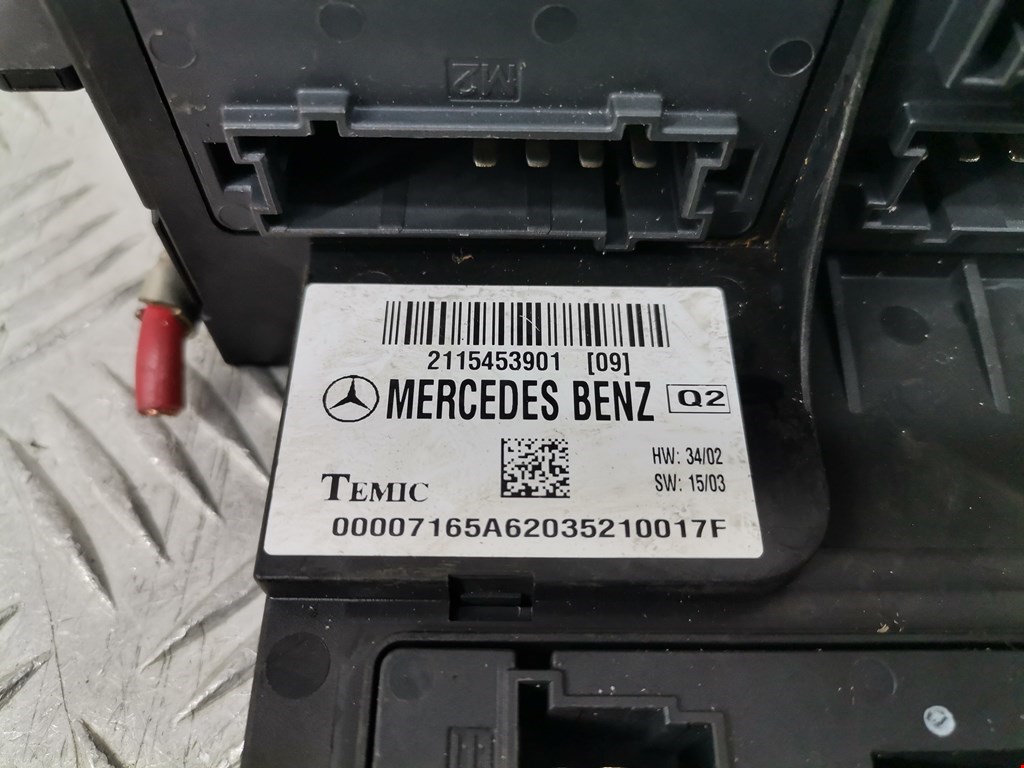 M2
2115453901 [09]
MERCEDES BENZ Q2
HW: 34/02
TEMIC SW: 15/03
00007165A62035210017F